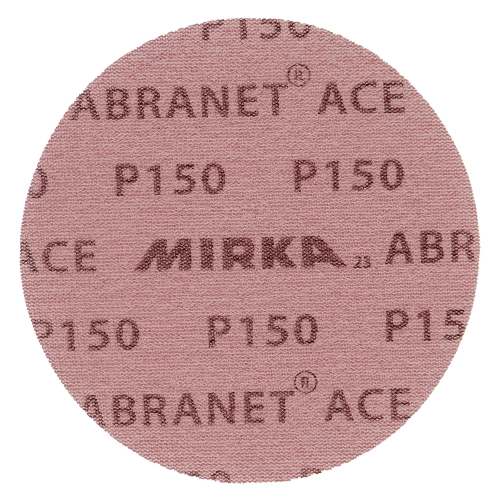 P150
ABRANET® ACE
P150 P150
ACE MIRKA 23 ABR
P150 P150 P15
ABRANET® ACE